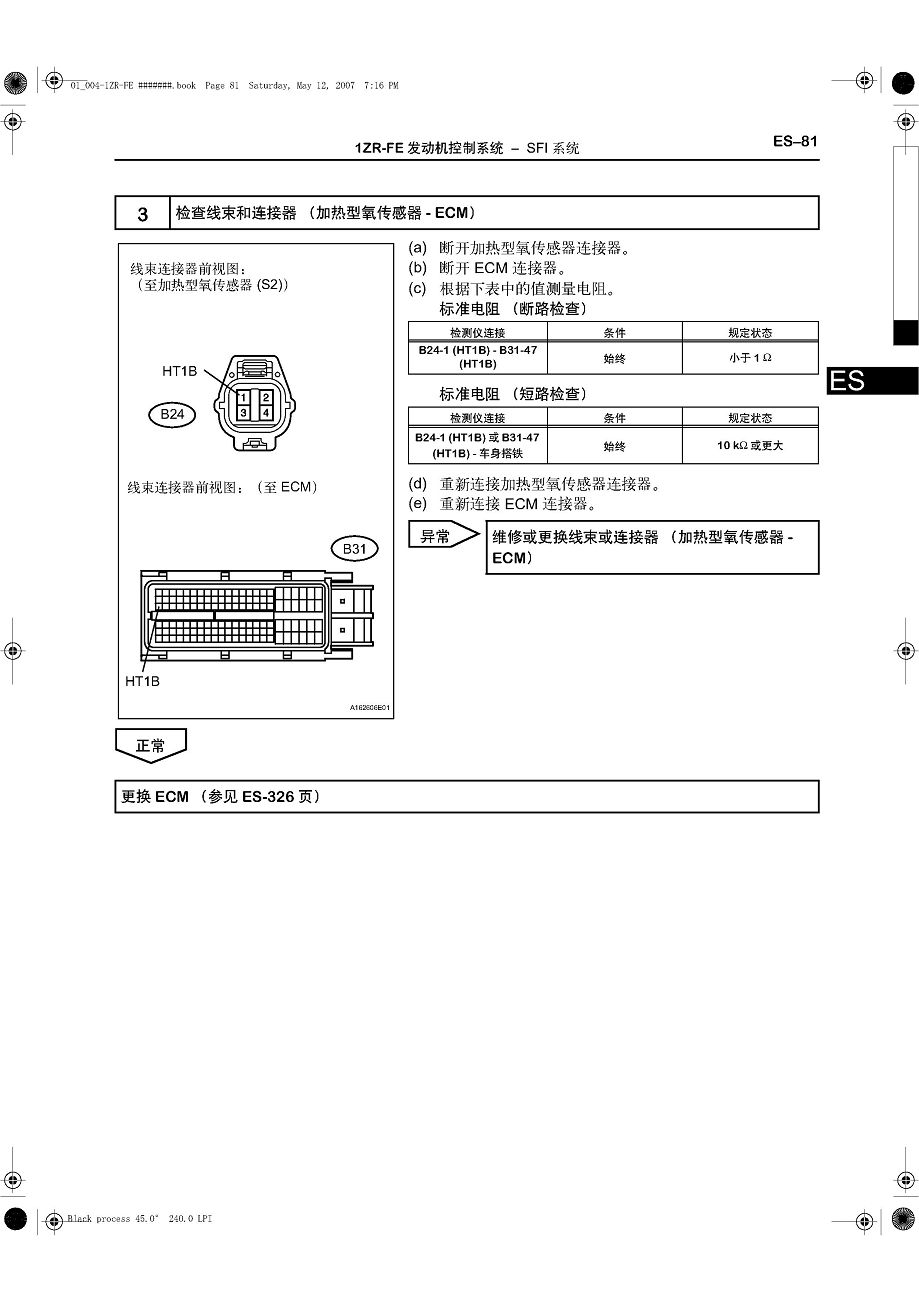 01_004-1ZR-FE #######.book Page 81 Saturday, May 12, 2007 7:16 PM
1ZR-FE 发动机控制系统 – SFI 系统
ES–81
3
检查线束和连接器 （加热型氧传感器 - ECM）
线束连接器前视图：
（至加热型氧传感器 (S2)）
HT1B
1
2
3
4
B24
线束连接器前视图：（至 ECM）
B31
HT1B
A162606E01
(a) 断开加热型氧传感器连接器。
(b) 断开 ECM 连接器。
(c) 根据下表中的值测量电阻。
标准电阻 （断路检查）
检测仪连接 条件 规定状态
B24-1 (HT1B) - B31-47
(HT1B)
始终
小于 1 Ω
ES
标准电阻 （短路检查）
检测仪连接 条件 规定状态
B24-1 (HT1B) 或 B31-47
(HT1B) - 车身搭铁
始终
10 kΩ 或更大
(d) 重新连接加热型氧传感器连接器。
(e) 重新连接 ECM 连接器。
异常
维修或更换线束或连接器 （加热型氧传感器 -
ECM）
正常
更换 ECM （参见 ES-326 页）
Black process 45.0° 240.0 LPI